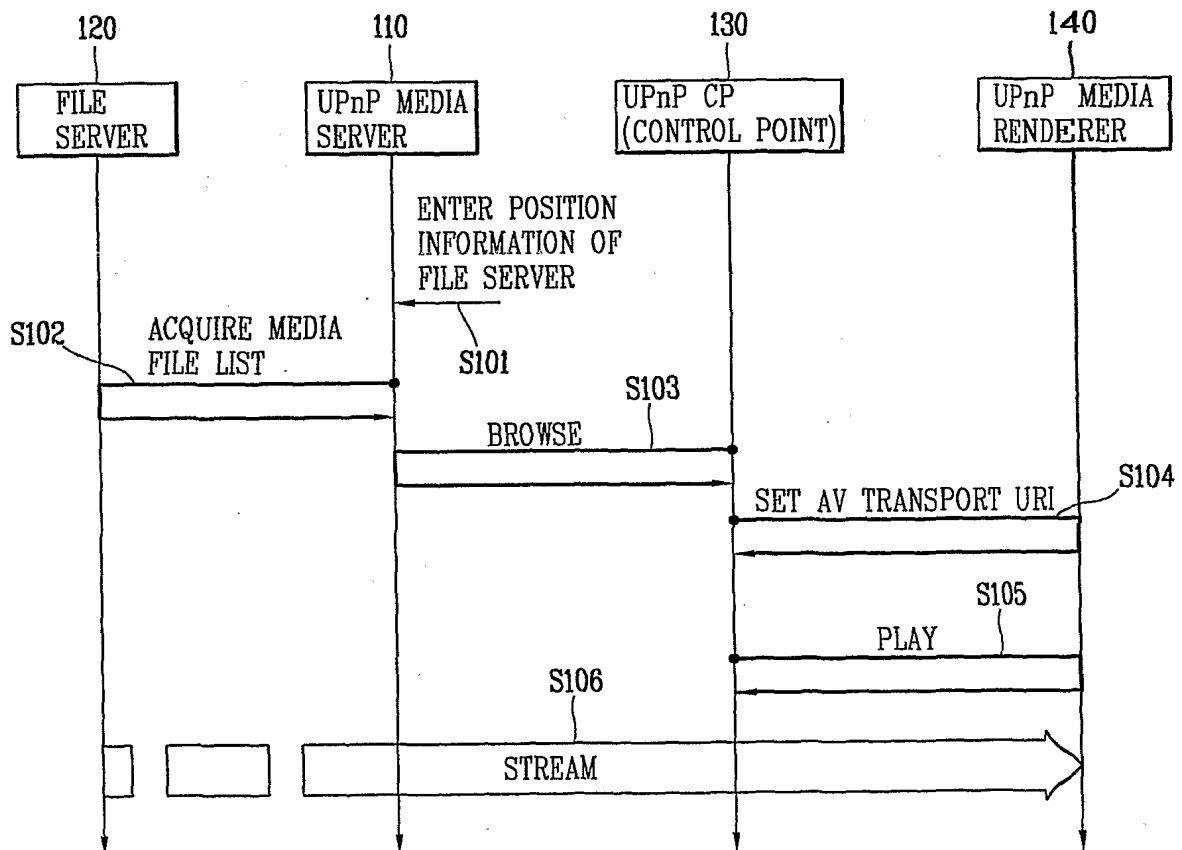 120
110
130
140
FILE
SERVER
UPnP MEDIA
SERVER
UPnP CP
(CONTROL POINT)
UPnP MEDIA
RENDERER
ENTER POSITION
INFORMATION OF
FILE SERVER
S101
S102
ACQUIRE MEDIA
FILE LIST
S103
BROWSE
SET AV TRANSPORT URI
S104
S105
PLAY
S106
STREAM